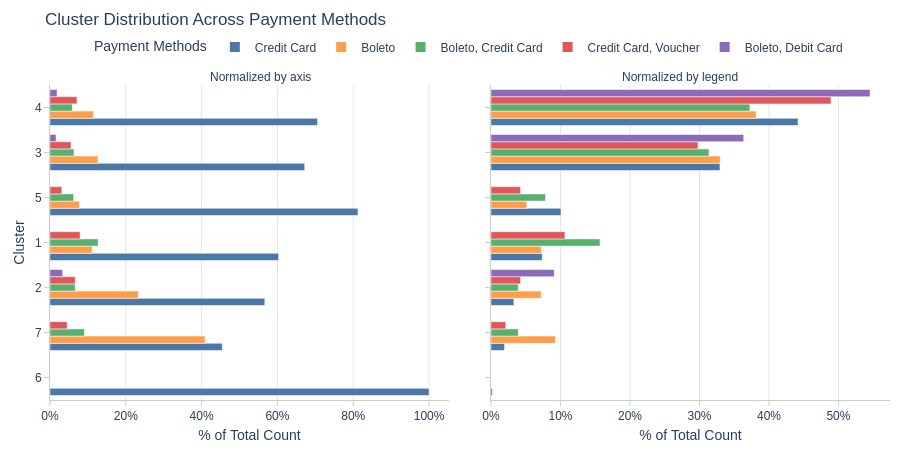 Cluster Distribution Across Payment Methods
Payment Methods Credit Card Boleto Boleto, Credit Card Credit Card, Voucher Boleto, Debit Card
Normalized by axis Normalized by legend
Cluster
4
3
5
1
2
7
6
0% 20% 40% 60% 80% 100% 0% 10% 20% 30% 40% 50%
% of Total Count % of Total Count